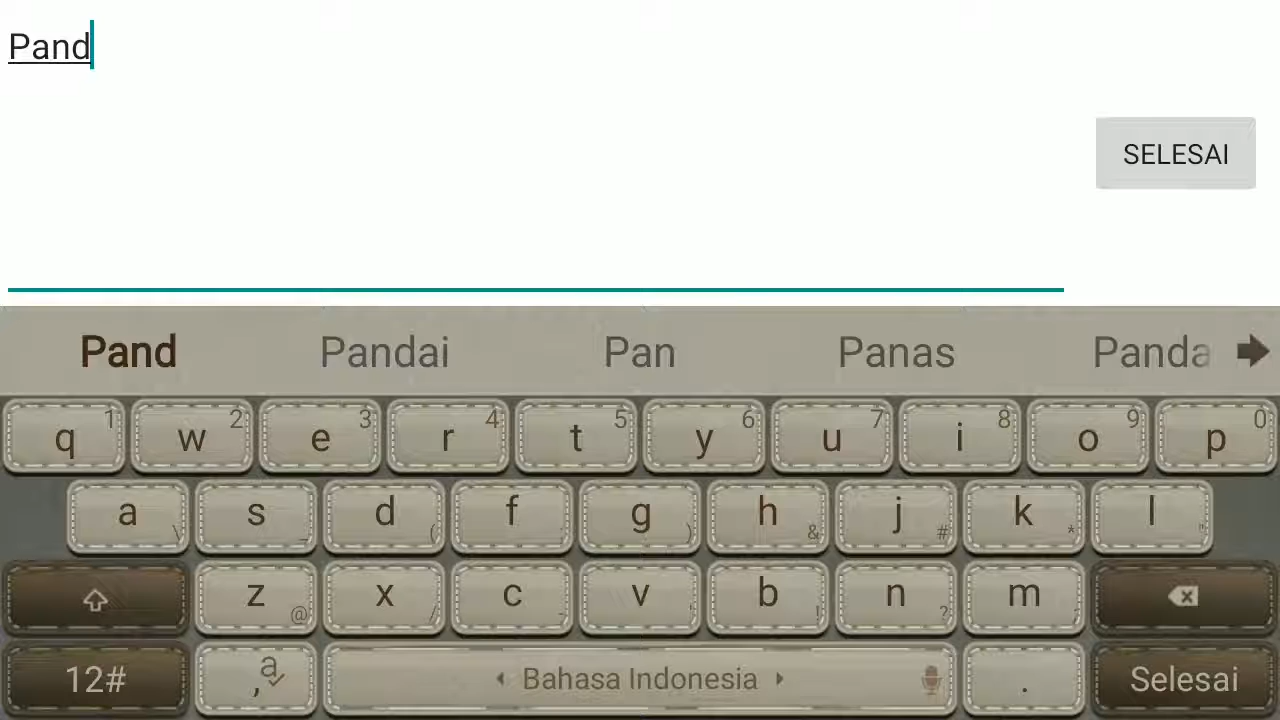 Pand
SELESAI
Pand Pandai Pan Panas Panda
q 1 w 2 e 3 r 4 t 5 y 6 u 7 i 8 o 9 p 0
a \ s _ d ( f : g ) h & j # k * l "
z @ x / c - v ' b ! n ? m ;
12# , a Bahasa Indonesia . Selesai